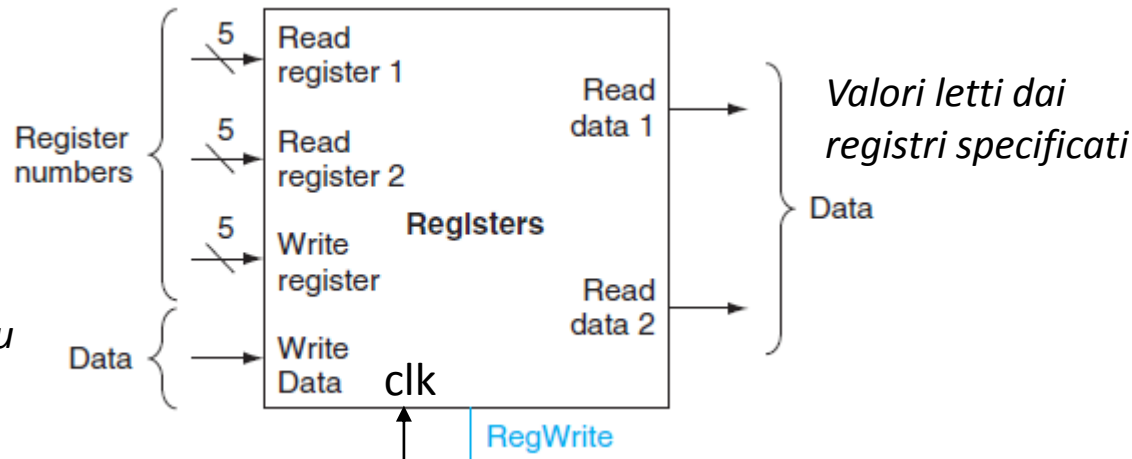 Register
numbers
5
Read
register 1
5
Read
register 2
5
Write
register
Data
Write
Data
clk
Registers
RegWrite
Read
data 1
Read
data 2
Data
Valori letti dai
registri specificati
u